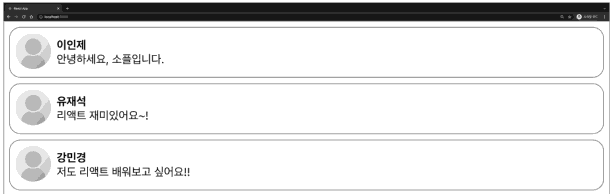 React App
이인제
안녕하세요, 소플입니다.
유재석
리액트 재미있어요~!
강민경
저도 리액트 배워보고 싶어요!!